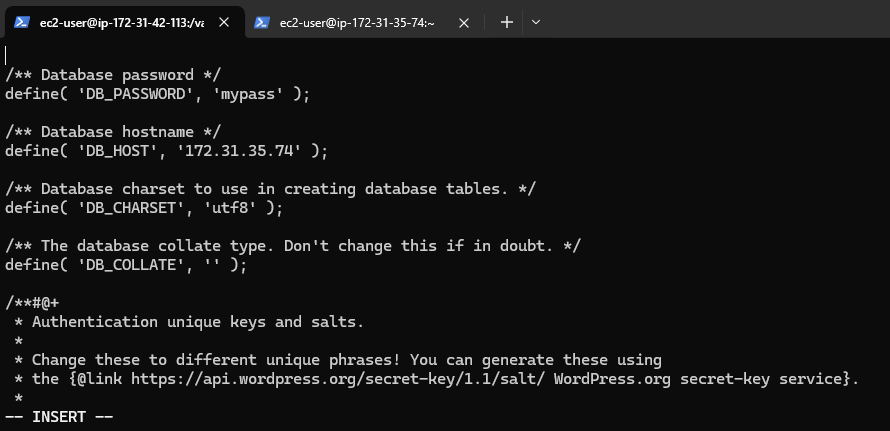 ec2-user@ip-172-31-42-113:/va
ec2-user@ip-172-31-35-74:~
/** Database password */
define( 'DB_PASSWORD', 'mypass' );
/** Database hostname */
define( 'DB_HOST', '172.31.35.74' );
/** Database charset to use in creating database tables. */
define( 'DB_CHARSET', 'utf8' );
/** The database collate type. Don't change this if in doubt. */
define( 'DB_COLLATE', '' );
/**#@+
 * Authentication unique keys and salts.
 *
 * Change these to different unique phrases! You can generate these using
 * the {@link https://api.wordpress.org/secret-key/1.1/salt/ WordPress.org secret-key service}.
 *
-- INSERT --